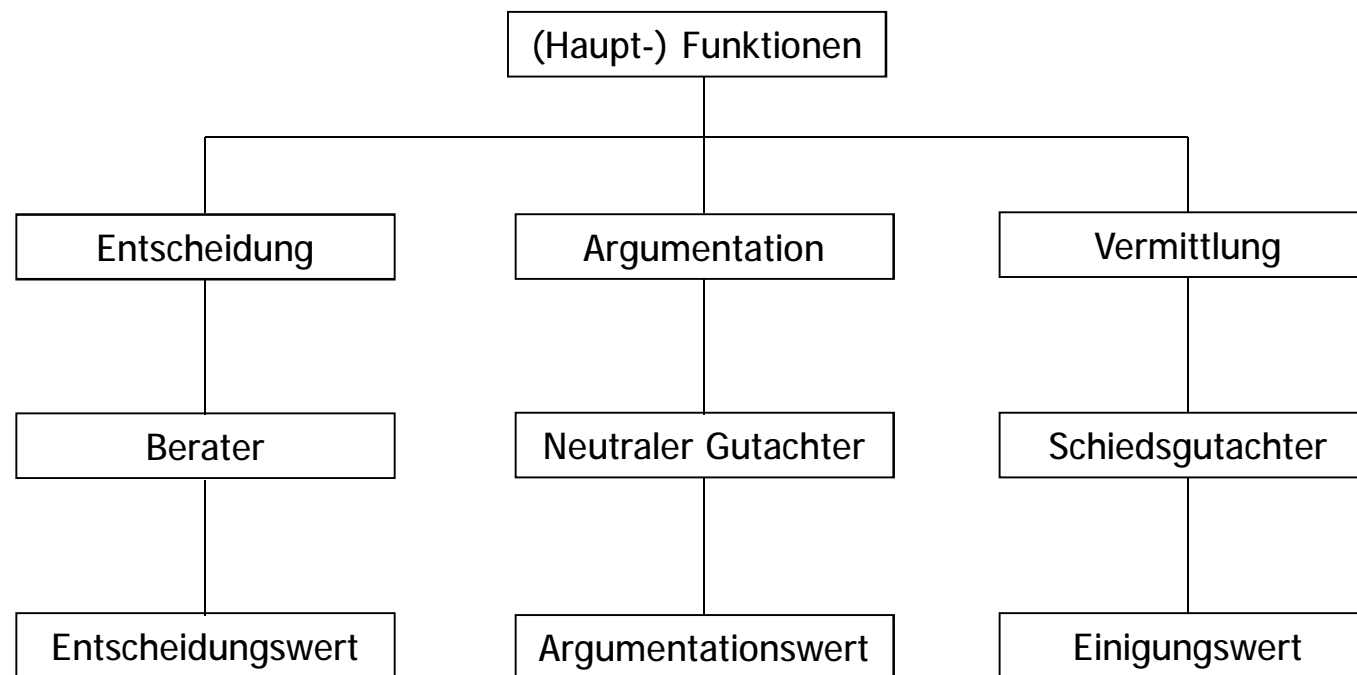 (Haupt-) Funktionen
Entscheidung
Argumentation
Vermittlung
Berater
Neutraler Gutachter
Schiedsgutachter
Entscheidungswert
Argumentationswert
Einigungswert